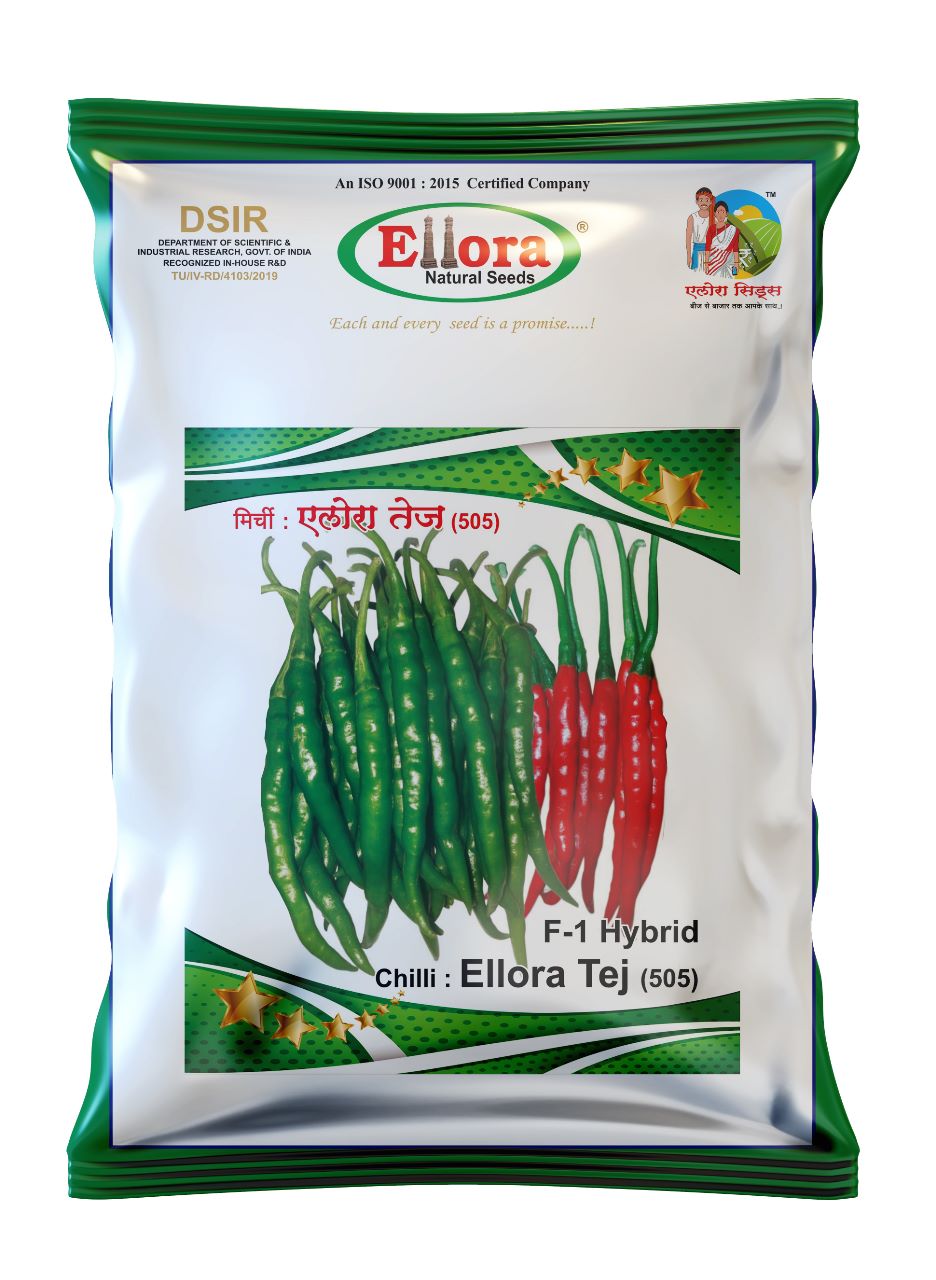 An ISO 9001 : 2015 Certified Company
DSIR
DEPARTMENT OF SCIENTIFIC &
INDUSTRIAL RESEARCH, GOVT. OF INDIA
RECOGNIZED IN-HOUSE R&D
TU/IV-RD/4103/2019
Ellora ®
Natural Seeds
Each and every seed is a promise.....!
TM
एलोरा सिड्स
बीज से बाजार तक आपके साथ..!
मिर्ची : एलोरा तेज (505)
F-1 Hybrid
Chilli : Ellora Tej (505)